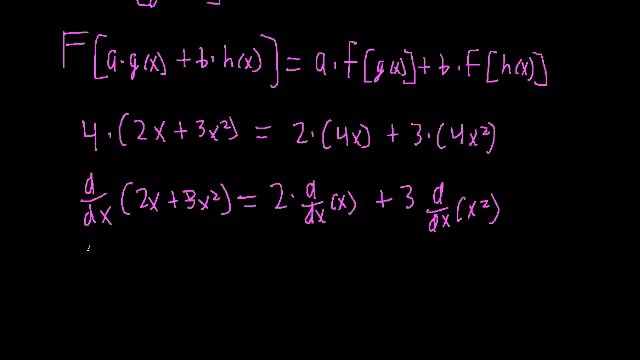 F[a·g(x) + b·h(x)] = a·F[g(x)] + b·F[h(x)]
4·(2x + 3x²) = 2·(4x) + 3·(4x²)
d/dx (2x + 3x²) = 2·d/dx(x) + 3 d/dx(x²)